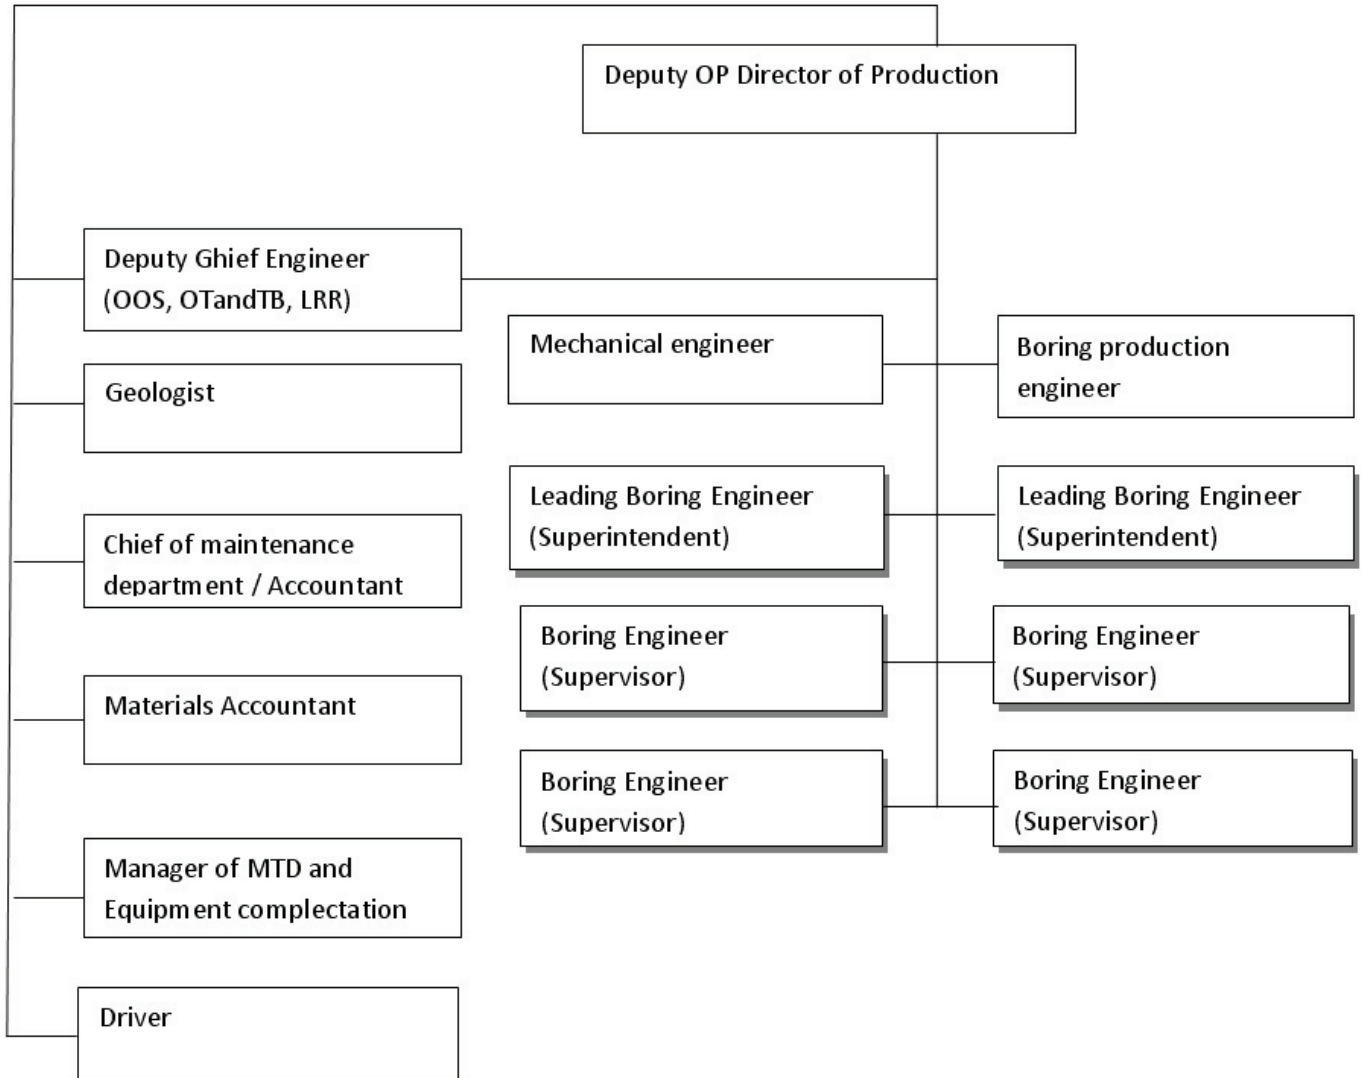 Deputy OP Director of Production
Deputy Ghief Engineer
(OOS, OTandTB, LRR)
Mechanical engineer
Boring production
engineer
Geologist
Leading Boring Engineer
(Superintendent)
Leading Boring Engineer
(Superintendent)
Chief of maintenance
department / Accountant
Boring Engineer
(Supervisor)
Boring Engineer
(Supervisor)
Materials Accountant
Boring Engineer
(Supervisor)
Boring Engineer
(Supervisor)
Manager of MTD and
Equipment complectation
Driver